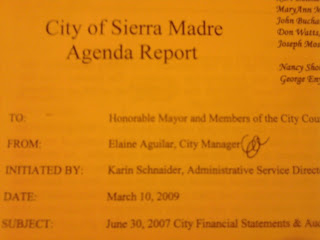 City of Sierra Madre
Agenda Report
MaryAnn M
John Bucha
Don Watts,
Joseph Mos
Nancy Sho
George Eny
TO: Honorable Mayor and Members of the City Cou
FROM: Elaine Aguilar, City Manager
INITIATED BY: Karin Schnaider, Administrative Service Direct
DATE: March 10, 2009
SUBJECT: June 30, 2007 City Financial Statements & Aud